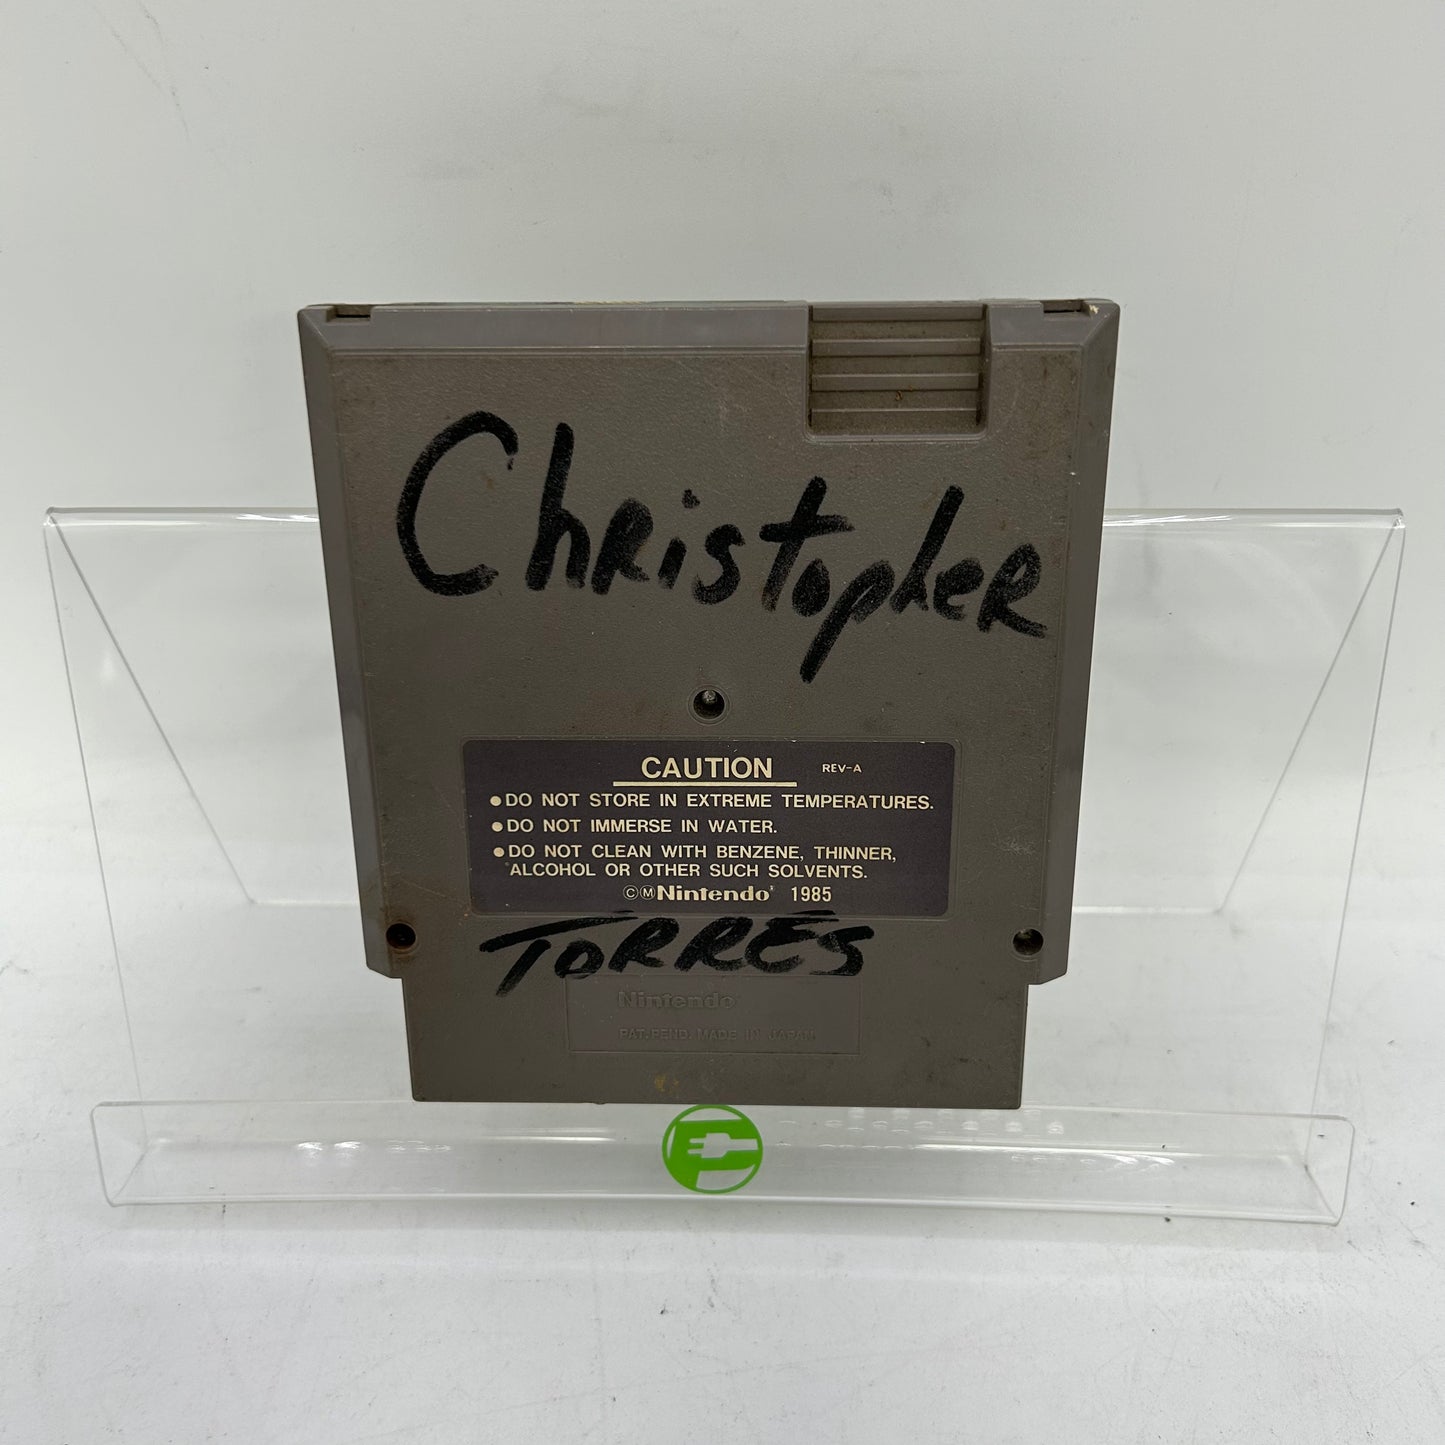 ChRistopheR
CAUTION REV-A
●DO NOT STORE IN EXTREME TEMPERATURES.
●DO NOT IMMERSE IN WATER.
●DO NOT CLEAN WITH BENZENE, THINNER,
ALCOHOL OR OTHER SUCH SOLVENTS.
ⒸⓂNintendo® 1985
TORRES
Nintendo
PAT. PEND. MADE IN JAPAN